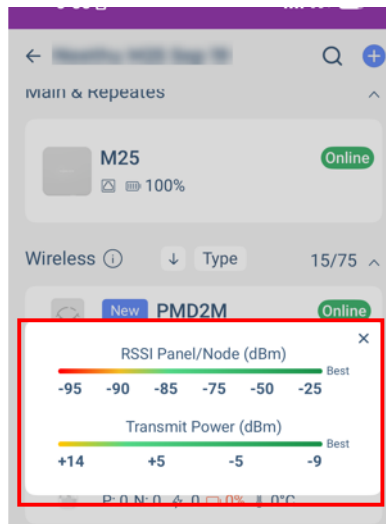 Main & Repeates
M25
Online
100%
Wireless
Type
15/75
New
PMD2M
Online
RSSI Panel/Node (dBm)
Best
-95 -90 -85 -75 -50 -25
Transmit Power (dBm)
Best
+14 +5 -5 -9
P: 0 N: 0 0 0% 0°C